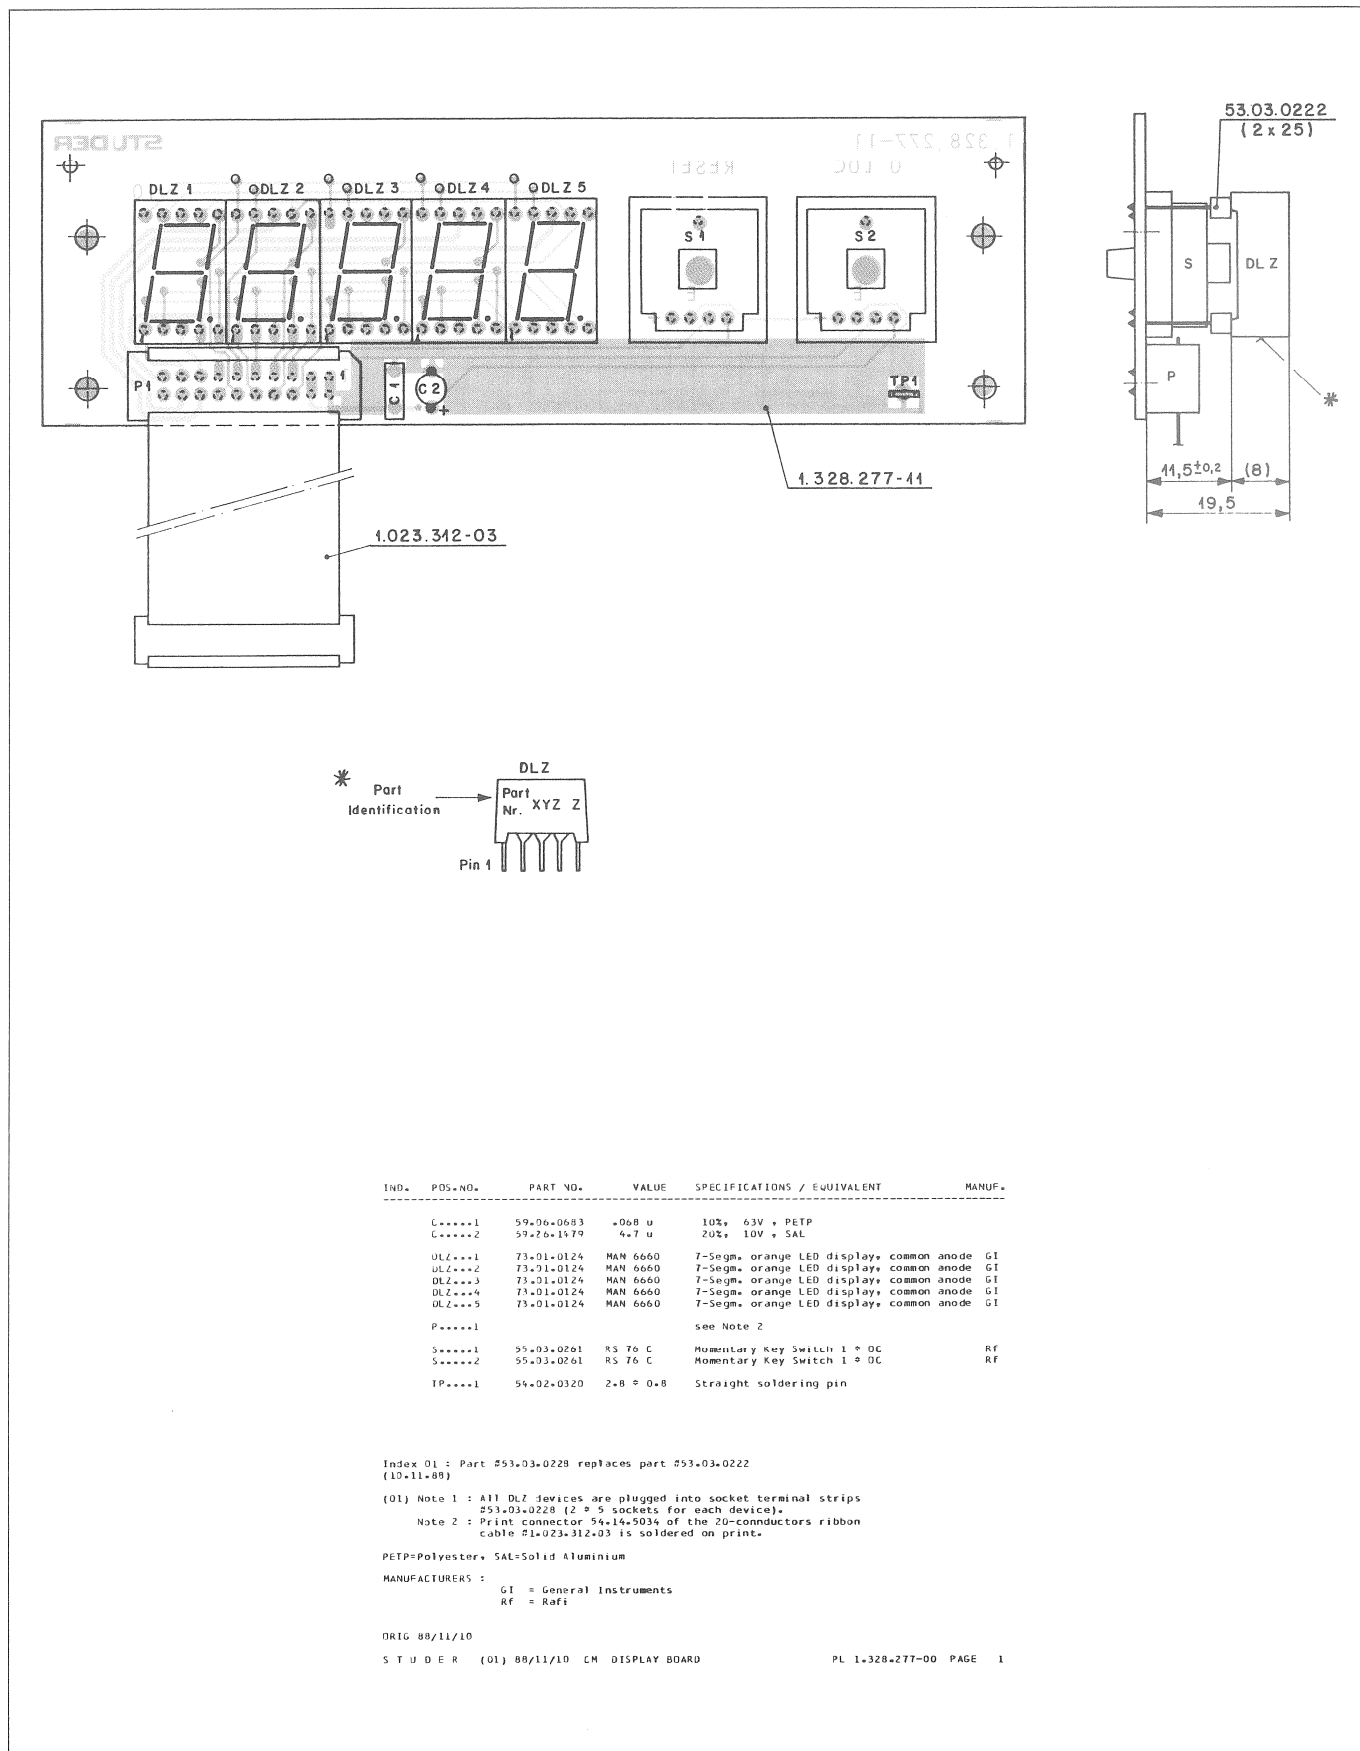 53.03.0222
(2 x 25)
STUDER
1 328.277-11
RESET
0 LOC
DLZ 1
DLZ 2
DLZ 3
DLZ 4
DLZ 5
S 1
S 2
S
DL Z
E
E
P1
1
C 1
C 2
+
TP1
P
*
1.328.277-11
11,5±0,2
(8)
19,5
1.023.312-03
DLZ
*
Part
Identification
Part
Nr. XYZ Z
Pin 1
IND. POS.NO. PART NO. VALUE SPECIFICATIONS / EQUIVALENT MANUF.
C.....1 59.06.0683 .068 u 10%, 63V , PETP
C.....2 59.26.1479 4.7 u 20%, 10V , SAL
DLZ...1 73.01.0124 MAN 6660 7-Segm. orange LED display, common anode GI
DLZ...2 73.01.0124 MAN 6660 7-Segm. orange LED display, common anode GI
DLZ...3 73.01.0124 MAN 6660 7-Segm. orange LED display, common anode GI
DLZ...4 73.01.0124 MAN 6660 7-Segm. orange LED display, common anode GI
DLZ...5 73.01.0124 MAN 6660 7-Segm. orange LED display, common anode GI
P.....1 see Note 2
S.....1 55.03.0261 RS 76 C Momentary Key Switch 1 * OC Rf
S.....2 55.03.0261 RS 76 C Momentary Key Switch 1 * OC Rf
TP....1 54.02.0320 2.8 * 0.8 Straight soldering pin
Index 01 : Part #53.03.0228 replaces part #53.03.0222
(10.11.88)
(01) Note 1 : All DLZ devices are plugged into socket terminal strips
#53.03.0228 (2 * 5 sockets for each device).
Note 2 : Print connector 54.14.5034 of the 20-connductors ribbon
cable #1.023.312.03 is soldered on print.
PETP=Polyester, SAL=Solid Aluminium
MANUFACTURERS :
GI = General Instruments
Rf = Rafi
ORIG 88/11/10
S T U D E R (01) 88/11/10 CM DISPLAY BOARD PL 1.328.277-00 PAGE 1